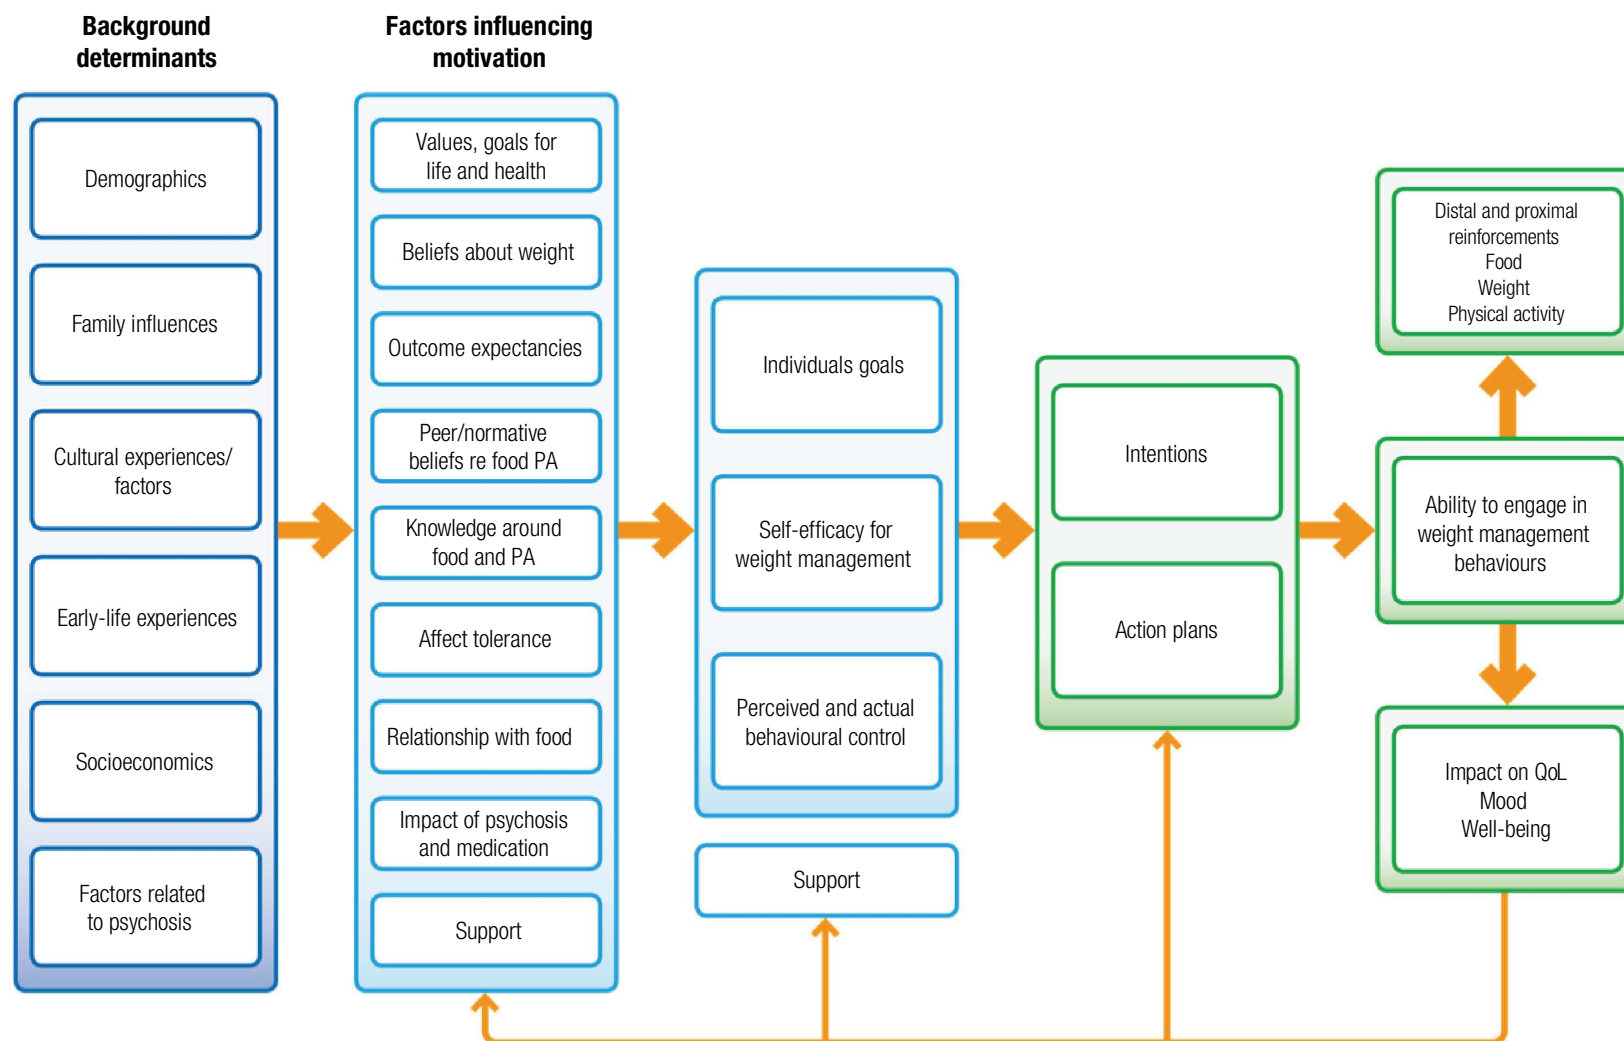 Background
determinants
Demographics
Family influences
Cultural experiences/
factors
Early-life experiences
Socioeconomics
Factors related
to psychosis
Factors influencing
motivation
Values, goals for
life and health
Beliefs about weight
Outcome expectancies
Peer/normative
beliefs re food PA
Knowledge around
food and PA
Affect tolerance
Relationship with food
Impact of psychosis
and medication
Support
Individuals goals
Self-efficacy for
weight management
Perceived and actual
behavioural control
Support
Intentions
Action plans
Distal and proximal
reinforcements
Food
Weight
Physical activity
Ability to engage in
weight management
behaviours
Impact on QoL
Mood
Well-being